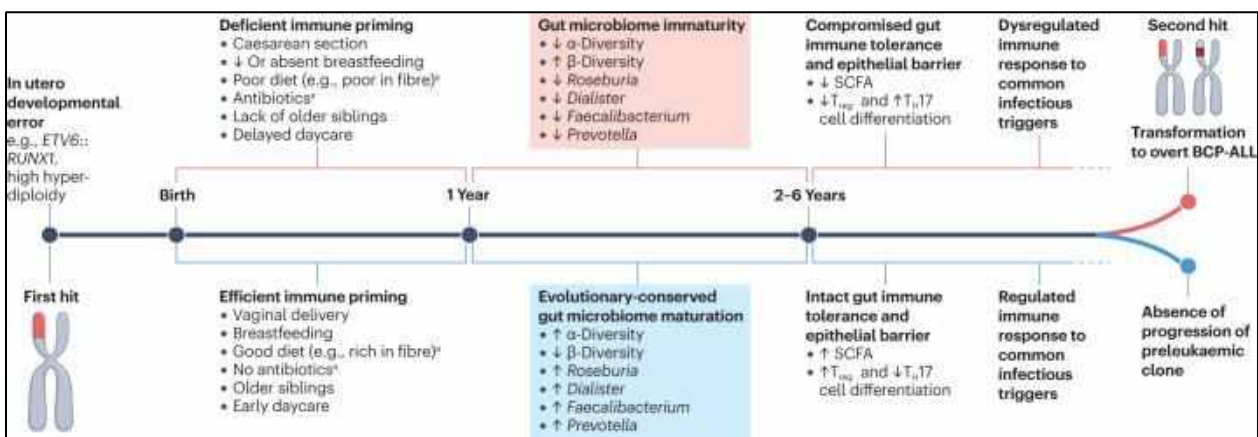 In utero
developmental
error
e.g., ETV6::
RUNX1,
high hyper-
diploidy
Deficient immune priming
• Caesarean section
• ↓ Or absent breastfeeding
• Poor diet (e.g., poor in fibre)ª
• Antibioticsª
• Lack of older siblings
• Delayed daycare
Gut microbiome immaturity
• ↓ α-Diversity
• ↑ β-Diversity
• ↓ Roseburia
• ↓ Dialister
• ↓ Faecalibacterium
• ↓ Prevotella
Compromised gut
immune tolerance
and epithelial barrier
• ↓ SCFA
• ↓Treg and ↑TH17
cell differentiation
Dysregulated
immune
response to
common
infectious
triggers
Second hit
Transformation
to overt BCP-ALL
Birth
1 Year
2–6 Years
First hit
Efficient immune priming
• Vaginal delivery
• Breastfeeding
• Good diet (e.g., rich in fibre)ª
• No antibioticsª
• Older siblings
• Early daycare
Evolutionary-conserved
gut microbiome maturation
• ↑ α-Diversity
• ↓ β-Diversity
• ↑ Roseburia
• ↑ Dialister
• ↑ Faecalibacterium
• ↑ Prevotella
Intact gut immune
tolerance and
epithelial barrier
• ↑ SCFA
• ↑Treg and ↓TH17
cell differentiation
Regulated
immune
response to
common
infectious
triggers
Absence of
progression of
preleukaemic
clone